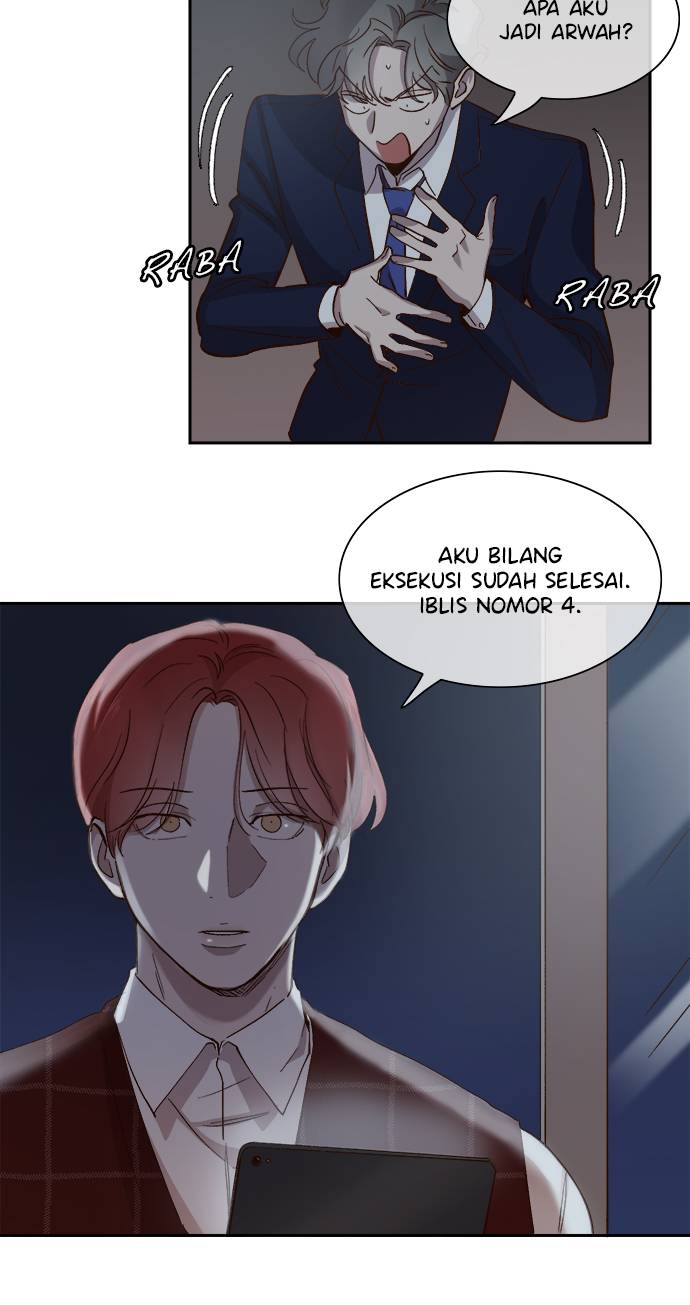 APA AKU
JADI ARWAH?
RABA
RABA
AKU BILANG
EKSEKUSI SUDAH SELESAI.
IBLIS NOMOR 4.